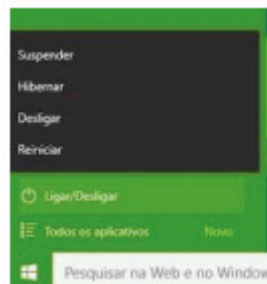 Suspender
Hibernar
Desligar
Reiniciar
Ligar/Desligar
Todos os aplicativos Novo
Pesquisar na Web e no Window